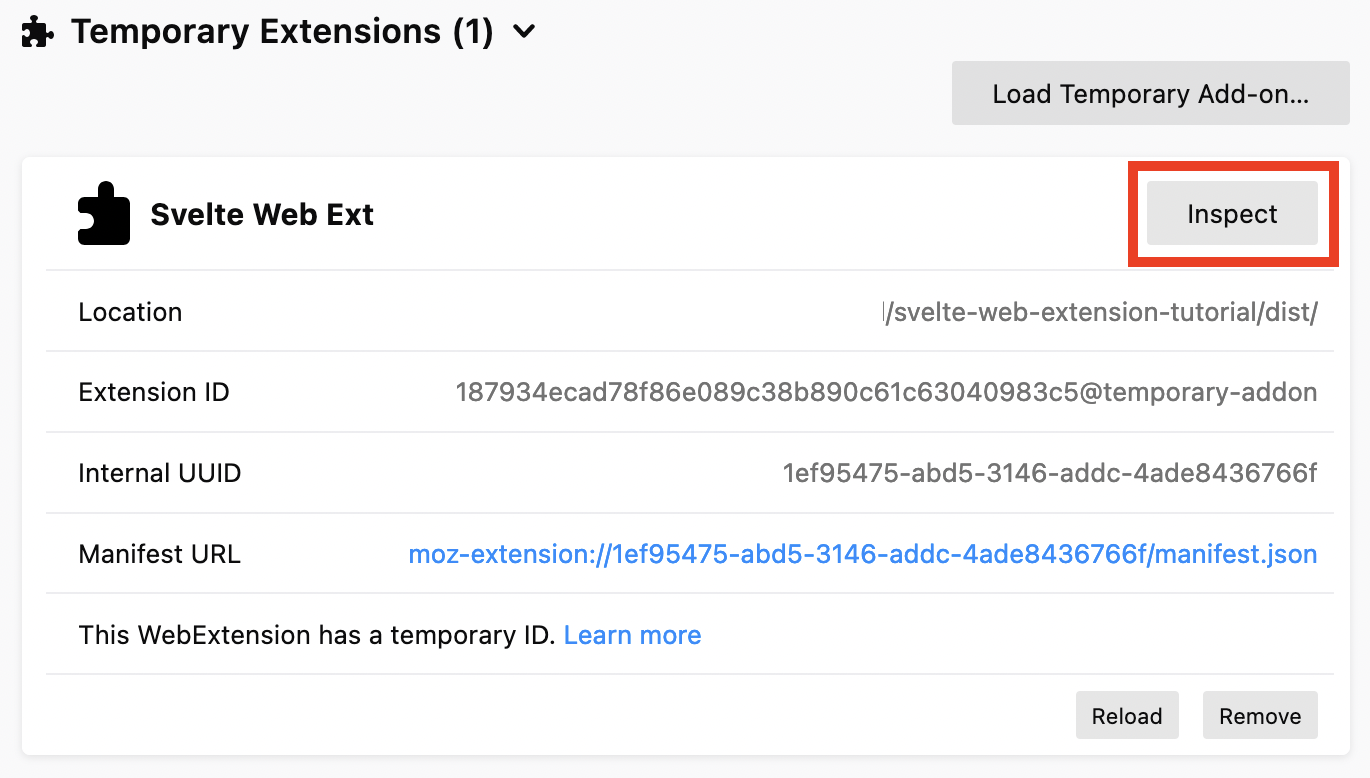 Temporary Extensions (1)
Load Temporary Add-on...
Svelte Web Ext
Inspect
Location
/svelte-web-extension-tutorial/dist/
Extension ID
187934ecad78f86e089c38b890c61c63040983c5@temporary-addon
Internal UUID
1ef95475-abd5-3146-addc-4ade8436766f
Manifest URL
moz-extension://1ef95475-abd5-3146-addc-4ade8436766f/manifest.json
This WebExtension has a temporary ID. Learn more
Reload
Remove